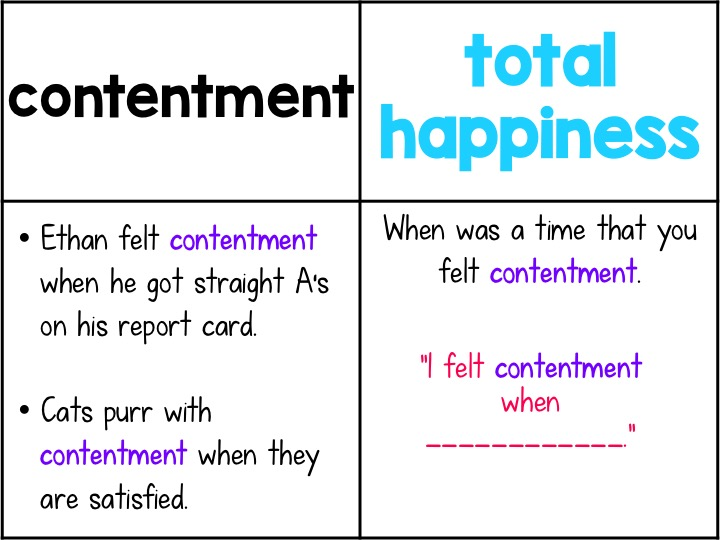 contentment
total
happiness
• Ethan felt contentment
when he got straight A's
on his report card.
• Cats purr with
contentment when they
are satisfied.
When was a time that you
felt contentment.
"I felt contentment
when
____________."